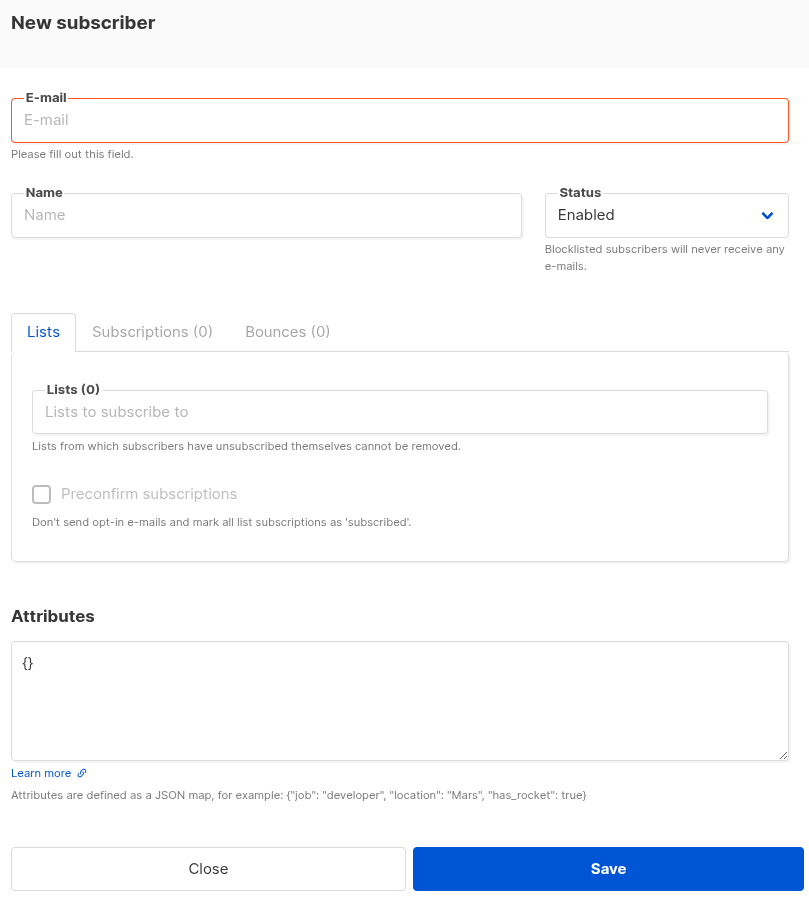 New subscriber
E-mail
E-mail
Please fill out this field.
Name
Name
Status
Enabled
Blocklisted subscribers will never receive any
e-mails.
Lists
Subscriptions (0)
Bounces (0)
Lists (0)
Lists to subscribe to
Lists from which subscribers have unsubscribed themselves cannot be removed.
Preconfirm subscriptions
Don't send opt-in e-mails and mark all list subscriptions as 'subscribed'.
Attributes
{}
Learn more
Attributes are defined as a JSON map, for example: {"job": "developer", "location": "Mars", "has_rocket": true}
Close
Save